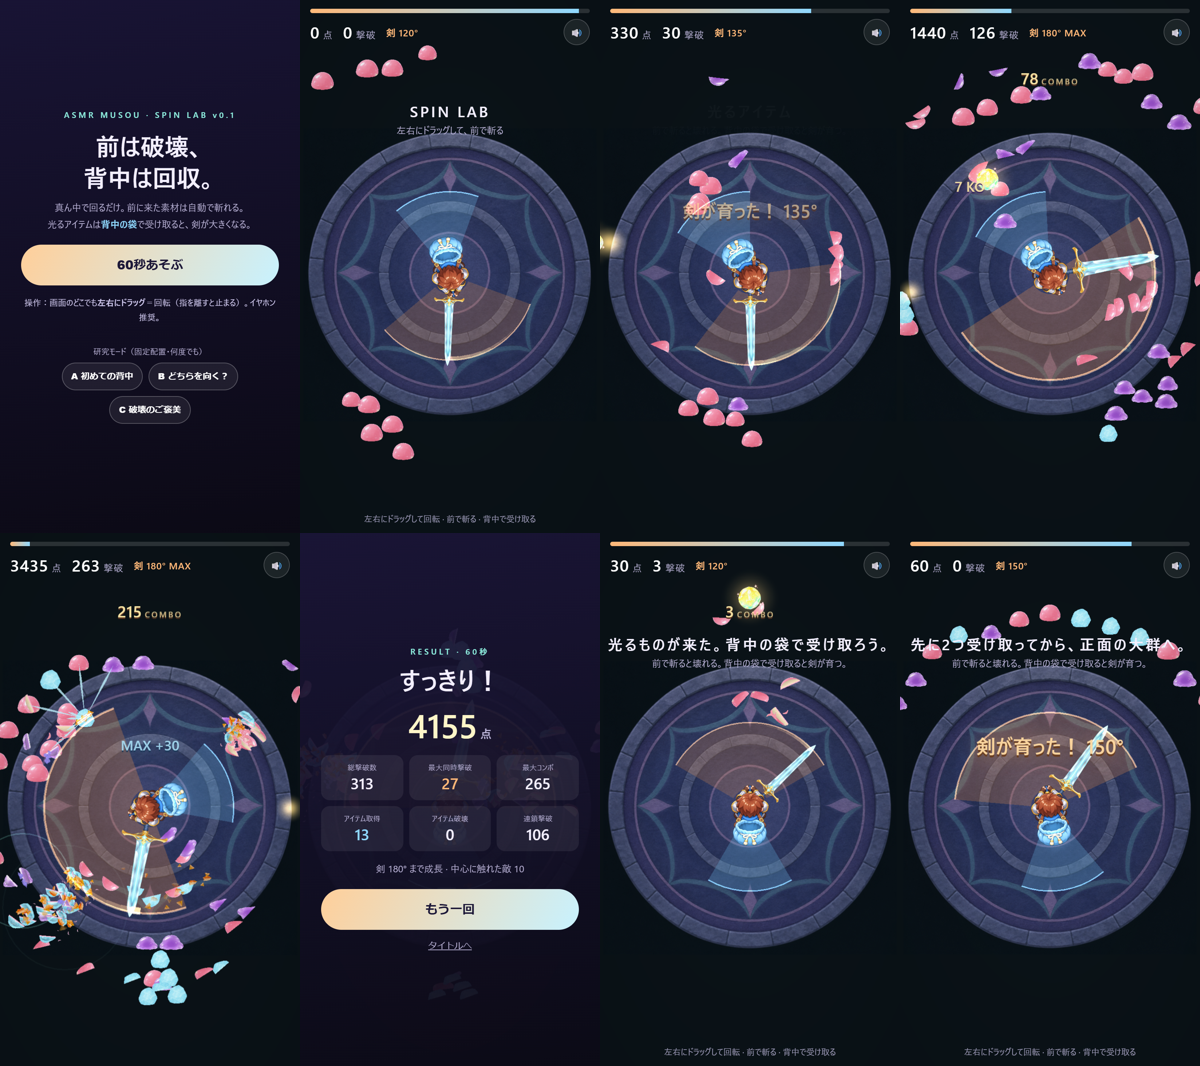 ASMR MUSOU · SPIN LAB v0.1
前は破壊、
背中は回収。
真ん中で回るだけ。前に来た素材は自動で斬れる。
光るアイテムは背中の袋で受け取ると、剣が大きくなる。
60秒あそぶ
操作：画面のどこでも左右にドラッグ＝回転（指を離すと止まる）。イヤホン
推奨。
研究モード（固定配置・何度でも）
A 初めての背中
B どちらを向く？
C 破壊のご褒美
0 点 0 撃破 剣 120°
SPIN LAB
左右にドラッグして、前で斬る
左右にドラッグして回転 · 前で斬る · 背中で受け取る
330 点 30 撃破 剣 135°
光るアイテム
剣が育った！ 135°
1440 点 126 撃破 剣 180° MAX
78 COMBO
7 KO
3435 点 263 撃破 剣 180° MAX
215 COMBO
MAX +30
RESULT · 60秒
すっきり！
4155 点
総撃破数
313
最大同時撃破
27
最大コンボ
265
アイテム取得
13
アイテム破壊
0
連鎖撃破
106
剣 180° まで成長 · 中心に触れた敵 10
もう一回
タイトルへ
30 点 3 撃破 剣 120°
3 COMBO
光るものが来た。背中の袋で受け取ろう。
前で斬ると壊れる。背中の袋で受け取ると剣が育つ。
左右にドラッグして回転 · 前で斬る · 背中で受け取る
60 点 0 撃破 剣 150°
先に2つ受け取ってから、正面の大群へ。
前で斬ると壊れる。背中の袋で受け取ると剣が育つ。
剣が育った！ 150°
左右にドラッグして回転 · 前で斬る · 背中で受け取る